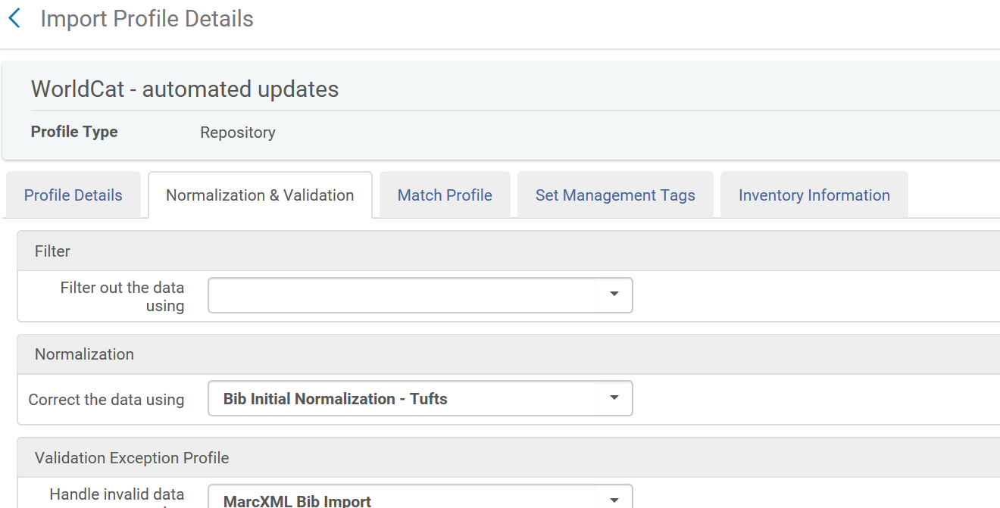 Import Profile Details
WorldCat - automated updates
Profile Type Repository
Profile Details Normalization & Validation Match Profile Set Management Tags Inventory Information
Filter
Filter out the data
using
Normalization
Correct the data using Bib Initial Normalization - Tufts
Validation Exception Profile
Handle invalid data MarcXML Bib Import